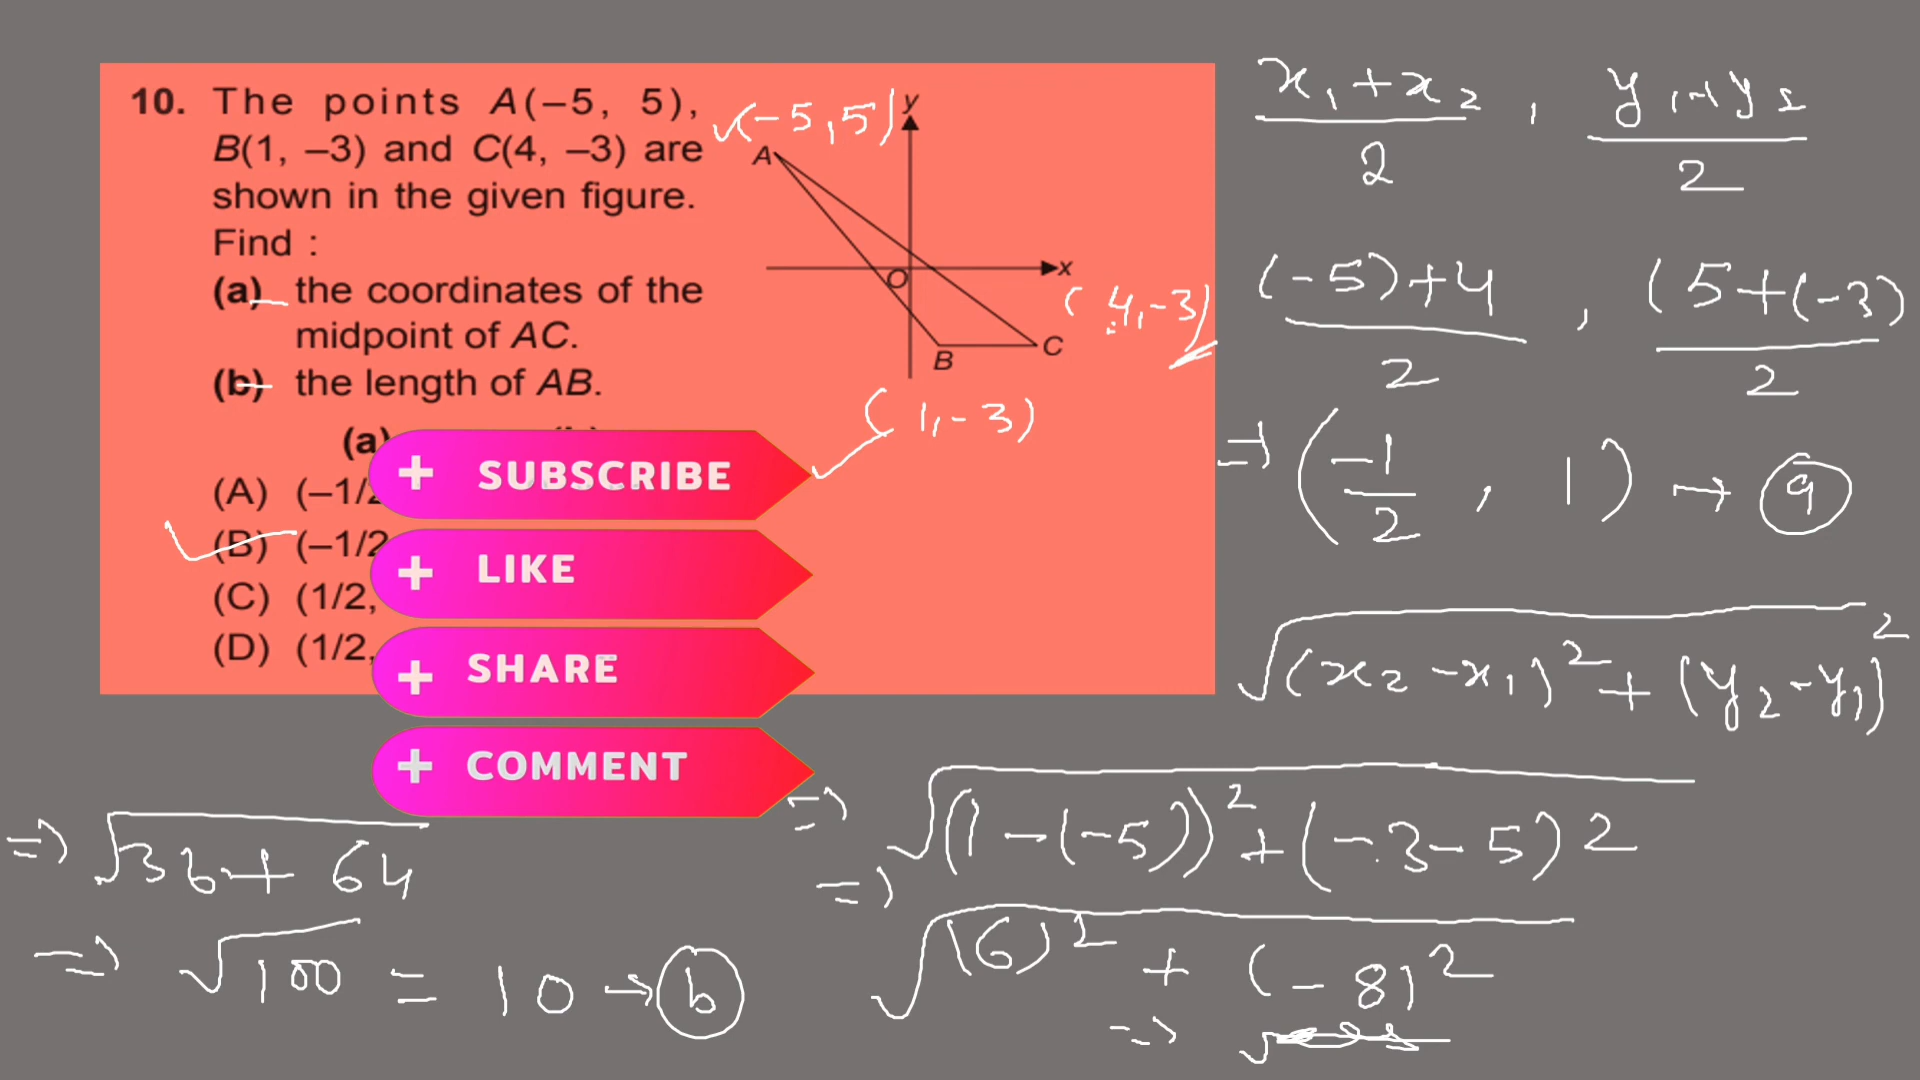 10. The points A(−5, 5),
B(1, −3) and C(4, −3) are
shown in the given figure.
Find :
(a) the coordinates of the
midpoint of AC.
(b) the length of AB.
(a)
(A) (−1/2
(B) (−1/2
(C) (1/2,
(D) (1/2,
+ SUBSCRIBE
+ LIKE
+ SHARE
+ COMMENT
(-5,5)
y
A
O
x
(4,-3)
B
C
(1,-3)
x₁+x₂/2 , y₁+y₂/2
(-5)+4/2 , (5+(-3)/2
⇒ (-1/2 , 1) → a
√(x₂-x₁)²+(y₂-y₁)²
⇒ √(1-(-5))²+(-3-5)2
⇒ √(6)²+(-8)²
⇒ √
⇒ √36+64
⇒ √100 = 10 → b